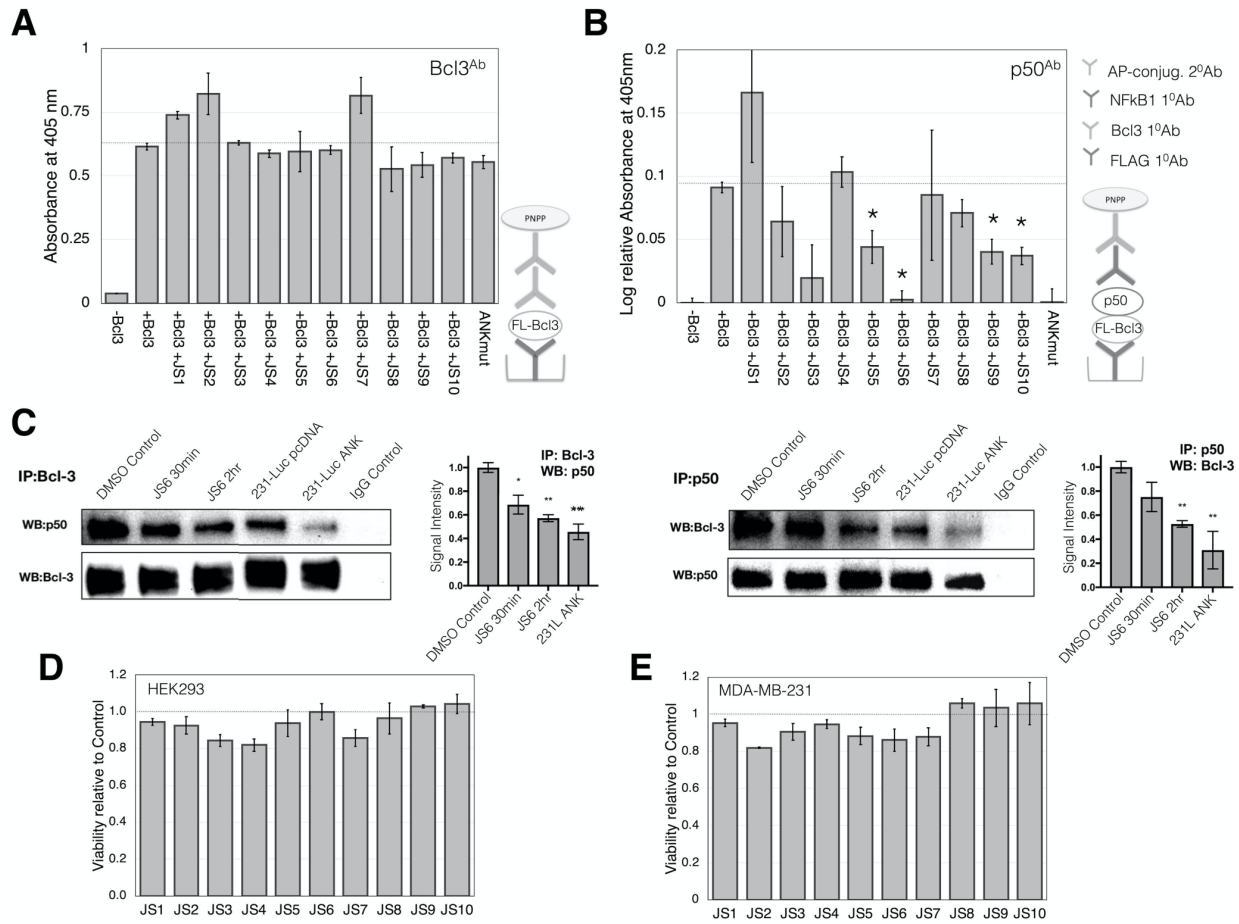 A
Bcl3Ab
Absorbance at 405 nm
1
0.75
0.5
0.25
0
-Bcl3
+Bcl3
+Bcl3 +JS1
+Bcl3 +JS2
+Bcl3 +JS3
+Bcl3 +JS4
+Bcl3 +JS5
+Bcl3 +JS6
+Bcl3 +JS7
+Bcl3 +JS8
+Bcl3 +JS9
+Bcl3 +JS10
ANKmut
PNPP
FL-Bcl3
B
p50Ab
Log relative Absorbance at 405nm
0.2
0.15
0.1
0.05
0
* * * *
-Bcl3
+Bcl3
+Bcl3 +JS1
+Bcl3 +JS2
+Bcl3 +JS3
+Bcl3 +JS4
+Bcl3 +JS5
+Bcl3 +JS6
+Bcl3 +JS7
+Bcl3 +JS8
+Bcl3 +JS9
+Bcl3 +JS10
ANKmut
AP-conjug. 2⁰Ab
NFkB1 1⁰Ab
Bcl3 1⁰Ab
FLAG 1⁰Ab
PNPP
p50
FL-Bcl3
C
IP:Bcl-3
DMSO Control
JS6 30min
JS6 2hr
231-Luc pcDNA
231-Luc ANK
IgG Control
WB:p50
WB:Bcl-3
IP: Bcl-3
WB: p50
Signal Intensity
1.0
0.8
0.6
0.4
0.2
0.0
*
**
***
DMSO Control
JS6 30min
JS6 2hr
231L ANK
IP:p50
DMSO Control
JS6 30min
JS6 2hr
231-Luc pcDNA
231-Luc ANK
IgG Control
WB:Bcl-3
WB:p50
IP: p50
WB: Bcl-3
Signal Intensity
1.0
0.8
0.6
0.4
0.2
0.0
**
**
DMSO Control
JS6 30min
JS6 2hr
231L ANK
D
HEK293
Viability relative to Control
1.2
1.0
0.8
0.6
0.4
0.2
0.0
JS1 JS2 JS3 JS4 JS5 JS6 JS7 JS8 JS9 JS10
E
MDA-MB-231
Viability relative to Control
1.2
1
0.8
0.6
0.4
0.2
0
JS1 JS2 JS3 JS4 JS5 JS6 JS7 JS8 JS9 JS10